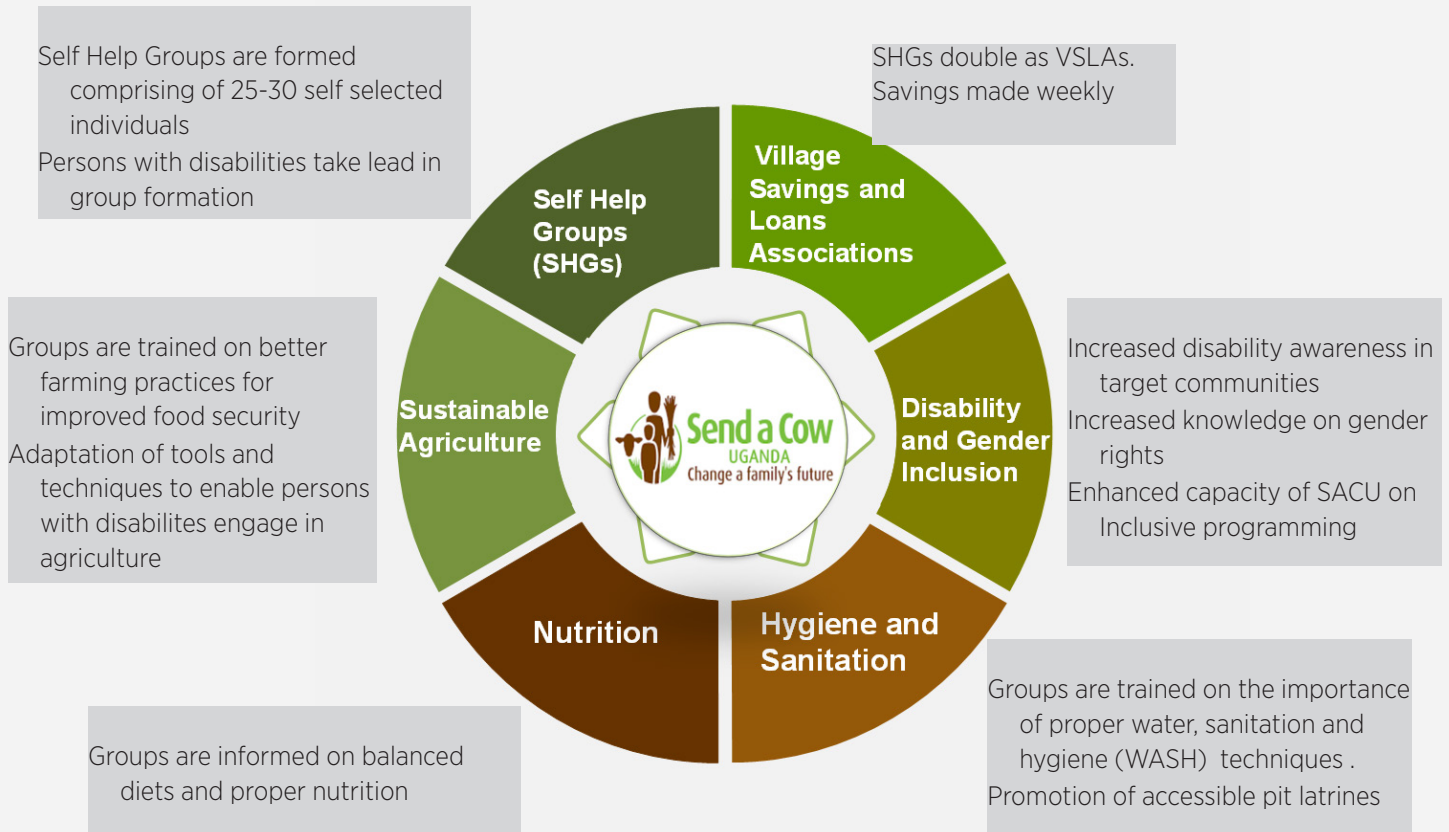 Self Help Groups are formed
comprising of 25-30 self selected
individuals
Persons with disabilities take lead in
group formation
SHGs double as VSLAs.
Savings made weekly
Self Help
Groups
(SHGs)
Village
Savings and
Loans
Associations
Groups are trained on better
farming practices for
improved food security
Adaptation of tools and
techniques to enable persons
with disabilites engage in
agriculture
Sustainable
Agriculture
Send a Cow
UGANDA
Change a family's future
Disability
and Gender
Inclusion
Increased disability awareness in
target communities
Increased knowledge on gender
rights
Enhanced capacity of SACU on
Inclusive programming
Nutrition
Hygiene and
Sanitation
Groups are informed on balanced
diets and proper nutrition
Groups are trained on the importance
of proper water, sanitation and
hygiene (WASH)  techniques .
Promotion of accessible pit latrines